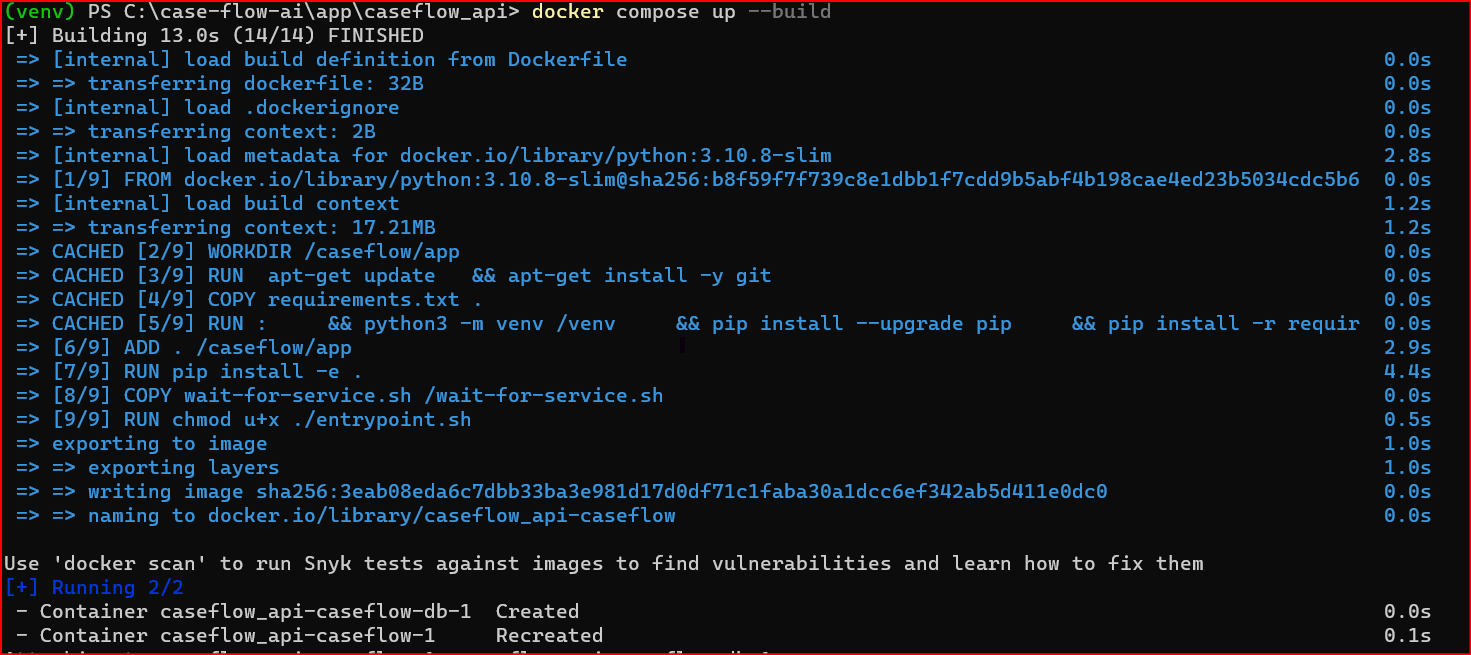 (venv) PS C:\case-flow-ai\app\caseflow_api> docker compose up --build
[+] Building 13.0s (14/14) FINISHED
=> [internal] load build definition from Dockerfile 0.0s
=> => transferring dockerfile: 32B 0.0s
=> [internal] load .dockerignore 0.0s
=> => transferring context: 2B 0.0s
=> [internal] load metadata for docker.io/library/python:3.10.8-slim 2.8s
=> [1/9] FROM docker.io/library/python:3.10.8-slim@sha256:b8f59f7f739c8e1dbb1f7cdd9b5abf4b198cae4ed23b5034cdc5b6 0.0s
=> [internal] load build context 1.2s
=> => transferring context: 17.21MB 1.2s
=> CACHED [2/9] WORKDIR /caseflow/app 0.0s
=> CACHED [3/9] RUN  apt-get update   && apt-get install -y git 0.0s
=> CACHED [4/9] COPY requirements.txt . 0.0s
=> CACHED [5/9] RUN :     && python3 -m venv /venv     && pip install --upgrade pip     && pip install -r requir 0.0s
=> [6/9] ADD . /caseflow/app 2.9s
=> [7/9] RUN pip install -e . 4.4s
=> [8/9] COPY wait-for-service.sh /wait-for-service.sh 0.0s
=> [9/9] RUN chmod u+x ./entrypoint.sh 0.5s
=> exporting to image 1.0s
=> => exporting layers 1.0s
=> => writing image sha256:3eab08eda6c7dbb33ba3e981d17d0df71c1faba30a1dcc6ef342ab5d411e0dc0 0.0s
=> => naming to docker.io/library/caseflow_api-caseflow 0.0s
Use 'docker scan' to run Snyk tests against images to find vulnerabilities and learn how to fix them
[+] Running 2/2
- Container caseflow_api-caseflow-db-1  Created 0.0s
- Container caseflow_api-caseflow-1     Recreated 0.1s